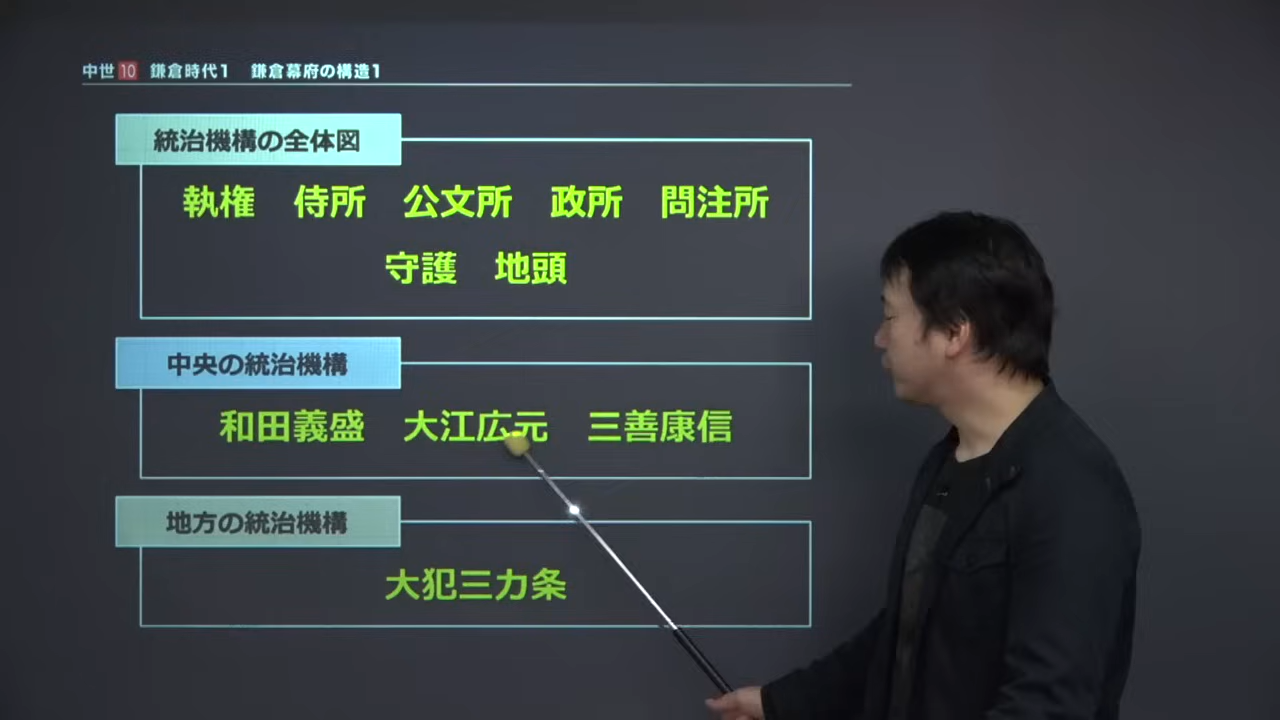 中世10 鎌倉時代1 鎌倉幕府の構造1
統治機構の全体図
執権 侍所 公文所 政所 問注所
守護 地頭
中央の統治機構
和田義盛 大江広元 三善康信
地方の統治機構
大犯三カ条